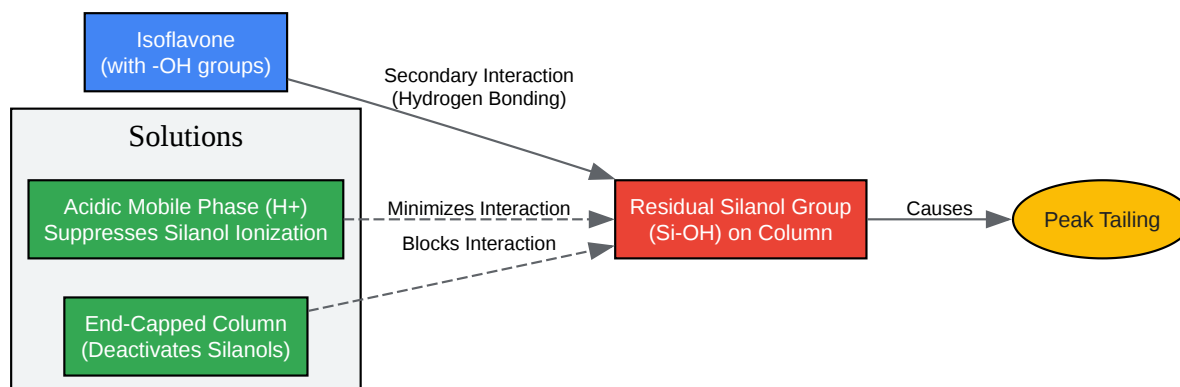 Isoflavone
(with -OH groups)
Secondary Interaction
(Hydrogen Bonding)
Solutions
Acidic Mobile Phase (H+)
Suppresses Silanol Ionization
Minimizes Interaction
Blocks Interaction
Residual Silanol Group
(Si-OH) on Column
Causes
Peak Tailing
End-Capped Column
(Deactivates Silanols)